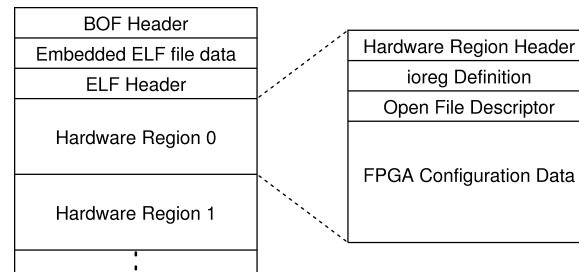 BOF Header
Embedded ELF file data
ELF Header
Hardware Region 0
Hardware Region 1
Hardware Region Header
ioreg Definition
Open File Descriptor
FPGA Configuration Data